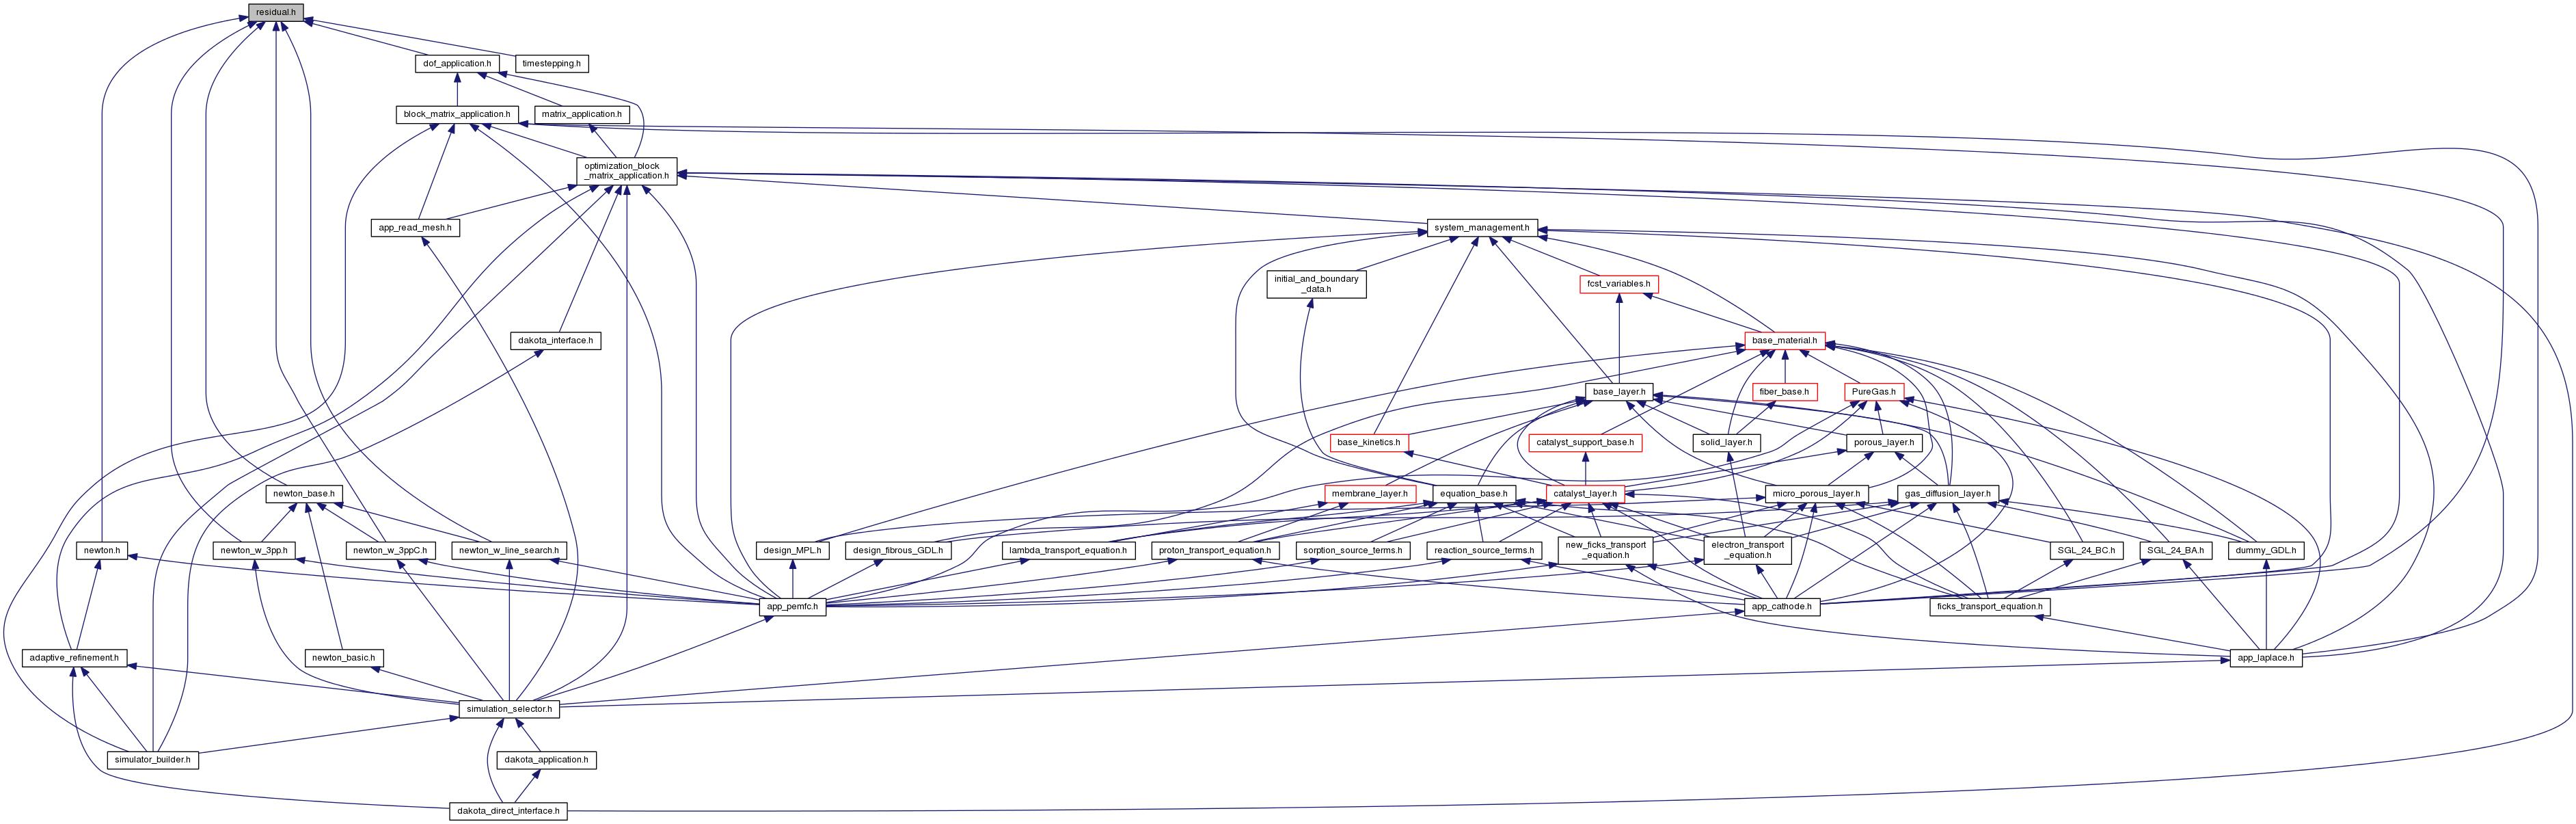 residual.h
dof_application.h
timestepping.h
block_matrix_application.h
matrix_application.h
optimization_block
_matrix_application.h
app_read_mesh.h
system_management.h
initial_and_boundary
_data.h
fcst_variables.h
dakota_interface.h
base_material.h
base_layer.h
fiber_base.h
PureGas.h
base_kinetics.h
catalyst_support_base.h
solid_layer.h
porous_layer.h
newton_base.h
membrane_layer.h
equation_base.h
catalyst_layer.h
micro_porous_layer.h
gas_diffusion_layer.h
newton.h
newton_w_3pp.h
newton_w_3ppC.h
newton_w_line_search.h
design_MPL.h
design_fibrous_GDL.h
lambda_transport_equation.h
proton_transport_equation.h
sorption_source_terms.h
reaction_source_terms.h
new_ficks_transport
_equation.h
electron_transport
_equation.h
SGL_24_BC.h
SGL_24_BA.h
dummy_GDL.h
app_pemfc.h
app_cathode.h
ficks_transport_equation.h
adaptive_refinement.h
newton_basic.h
app_laplace.h
simulation_selector.h
simulator_builder.h
dakota_application.h
dakota_direct_interface.h